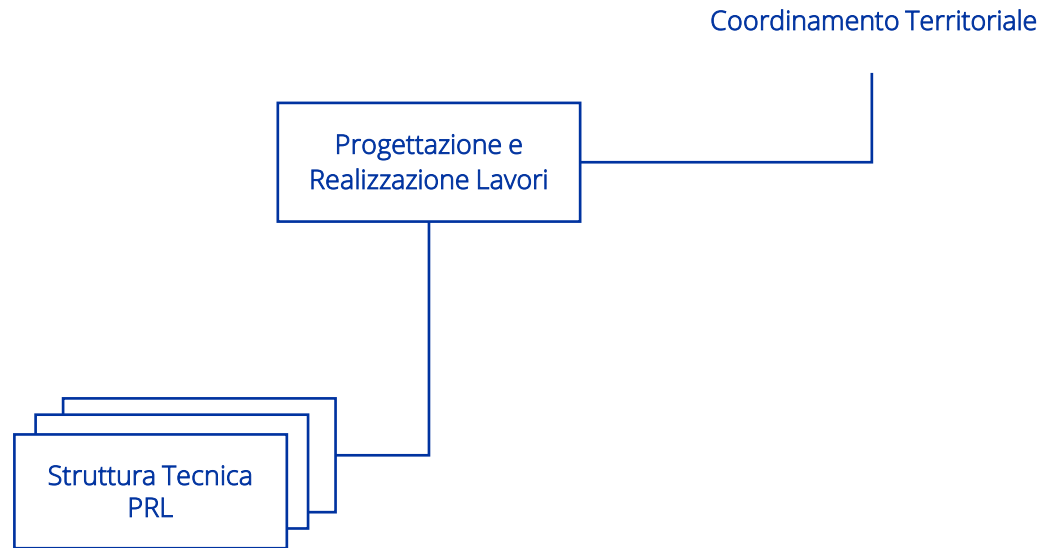 Coordinamento Territoriale
Progettazione e
Realizzazione Lavori
Struttura Tecnica
PRL